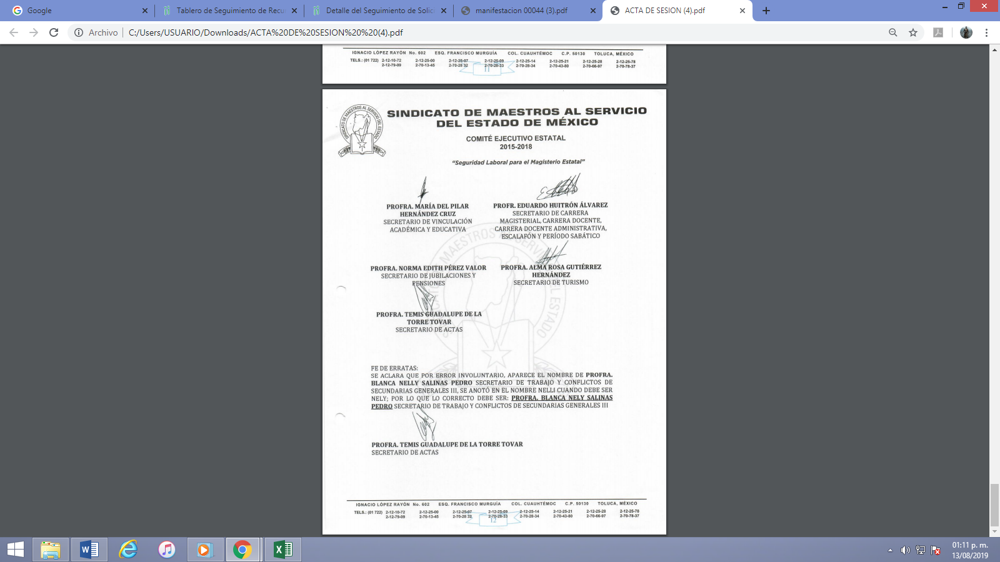 Google
Tablero de Seguimiento de Recu
Detalle del Seguimiento de Solic
manifestacion 00044 (3).pdf
ACTA DE SESION (4).pdf
Archivo
C:/Users/USUARIO/Downloads/ACTA%20DE%20SESION%20%20(4).pdf
IGNACIO LÓPEZ RAYÓN No. 602 ESQ. FRANCISCO MURGUÍA COL. CUAUHTÉMOC C.P. 50130 TOLUCA, MÉXICO
TELS.: (01 722) 2-12-10-72 2-12-25-00 2-12-25-07 2-12-25-09 2-12-25-14 2-12-25-21 2-12-25-28 2-12-25-78
2-12-79-09 2-70-13-45 2-70-28 32 2-70-28-33 2-70-28-34 2-70-43-80 2-70-66-97 2-70-78-37
11
SINDICATO DE MAESTROS AL SERVICIO
DEL ESTADO DE MÉXICO
COMITÉ EJECUTIVO ESTATAL
2015-2018
"Seguridad Laboral para el Magisterio Estatal"
SINDICATO DE MAESTROS AL SERVICIO DEL ESTADO
PROFRA. MARÍA DEL PILAR
HERNÁNDEZ CRUZ
SECRETARIO DE VINCULACIÓN
ACADÉMICA Y EDUCATIVA
PROFR. EDUARDO HUITRÓN ÁLVAREZ
SECRETARIO DE CARRERA
MAGISTERIAL, CARRERA DOCENTE,
CARRERA DOCENTE ADMINISTRATIVA,
ESCALAFÓN Y PERÍODO SABÁTICO
PROFRA. NORMA EDITH PÉREZ VALOR
SECRETARIO DE JUBILACIONES Y
PENSIONES
PROFRA. ALMA ROSA GUTIÉRREZ
HERNÁNDEZ
SECRETARIO DE TURISMO
PROFRA. TEMIS GUADALUPE DE LA
TORRE TOVAR
SECRETARIO DE ACTAS
FE DE ERRATAS:
SE ACLARA QUE POR ERROR INVOLUNTARIO, APARECE EL NOMBRE DE PROFRA.
BLANCA NELLY SALINAS PEDRO SECRETARIO DE TRABAJO Y CONFLICTOS DE
SECUNDARIAS GENERALES III, SE ANOTÓ EN EL NOMBRE NELLI CUANDO DEBE SER
NELY; POR LO QUE LO CORRECTO DEBE SER: PROFRA. BLANCA NELY SALINAS
PEDRO SECRETARIO DE TRABAJO Y CONFLICTOS DE SECUNDARIAS GENERALES III
PROFRA. TEMIS GUADALUPE DE LA TORRE TOVAR
SECRETARIO DE ACTAS
IGNACIO LÓPEZ RAYÓN No. 602 ESQ. FRANCISCO MURGUÍA COL. CUAUHTÉMOC C.P. 50130 TOLUCA, MÉXICO
TELS.: (01 722) 2-12-10-72 2-12-25-00 2-12-25-07 2-12-25-09 2-12-25-14 2-12-25-21 2-12-25-28 2-12-25-78
2-12-79-09 2-70-13-45 2-70-28 32 2-70-28-33 2-70-28-34 2-70-43-80 2-70-66-97 2-70-78-37
12
01:11 p. m.
13/08/2019